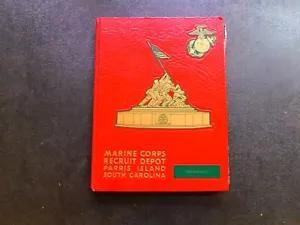 MARINE CORPS
RECRUIT DEPOT
PARRIS ISLAND
SOUTH CAROLINA